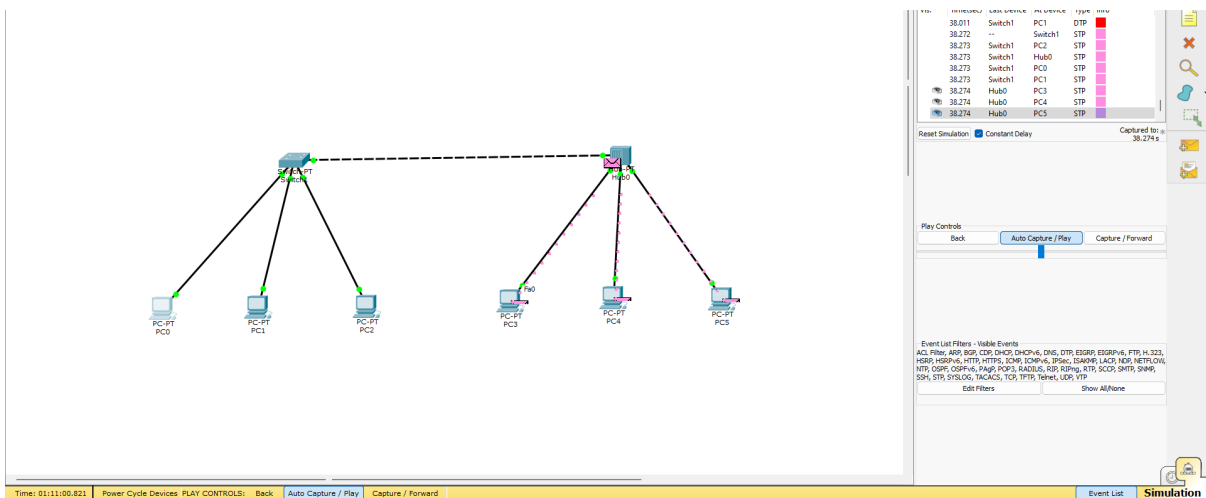 Vis. Time(sec) Last Device At Device Type Info
38.011 Switch1 PC1 DTP
38.272 -- Switch1 STP
38.273 Switch1 PC2 STP
38.273 Switch1 Hub0 STP
38.273 Switch1 PC0 STP
38.273 Switch1 PC1 STP
38.274 Hub0 PC3 STP
38.274 Hub0 PC4 STP
38.274 Hub0 PC5 STP
Reset Simulation Constant Delay Captured to: *
38.274 s
Switch-PT
Switch1
Hub-PT
Hub0
Fa0
PC-PT
PC0
PC-PT
PC1
PC-PT
PC2
PC-PT
PC3
PC-PT
PC4
PC-PT
PC5
Play Controls
Back Auto Capture / Play Capture / Forward
Event List Filters - Visible Events
ACL Filter, ARP, BGP, CDP, DHCP, DHCPv6, DNS, DTP, EIGRP, EIGRPv6, FTP, H.323,
HSRP, HSRPv6, HTTP, HTTPS, ICMP, ICMPv6, IPSec, ISAKMP, LACP, NDP, NETFLOW,
NTP, OSPF, OSPFv6, PAgP, POP3, RADIUS, RIP, RIPng, RTP, SCCP, SMTP, SNMP,
SSH, STP, SYSLOG, TACACS, TCP, TFTP, Telnet, UDP, VTP
Edit Filters Show All/None
Time: 01:11:00.821 Power Cycle Devices PLAY CONTROLS: Back Auto Capture / Play Capture / Forward Event List Simulation